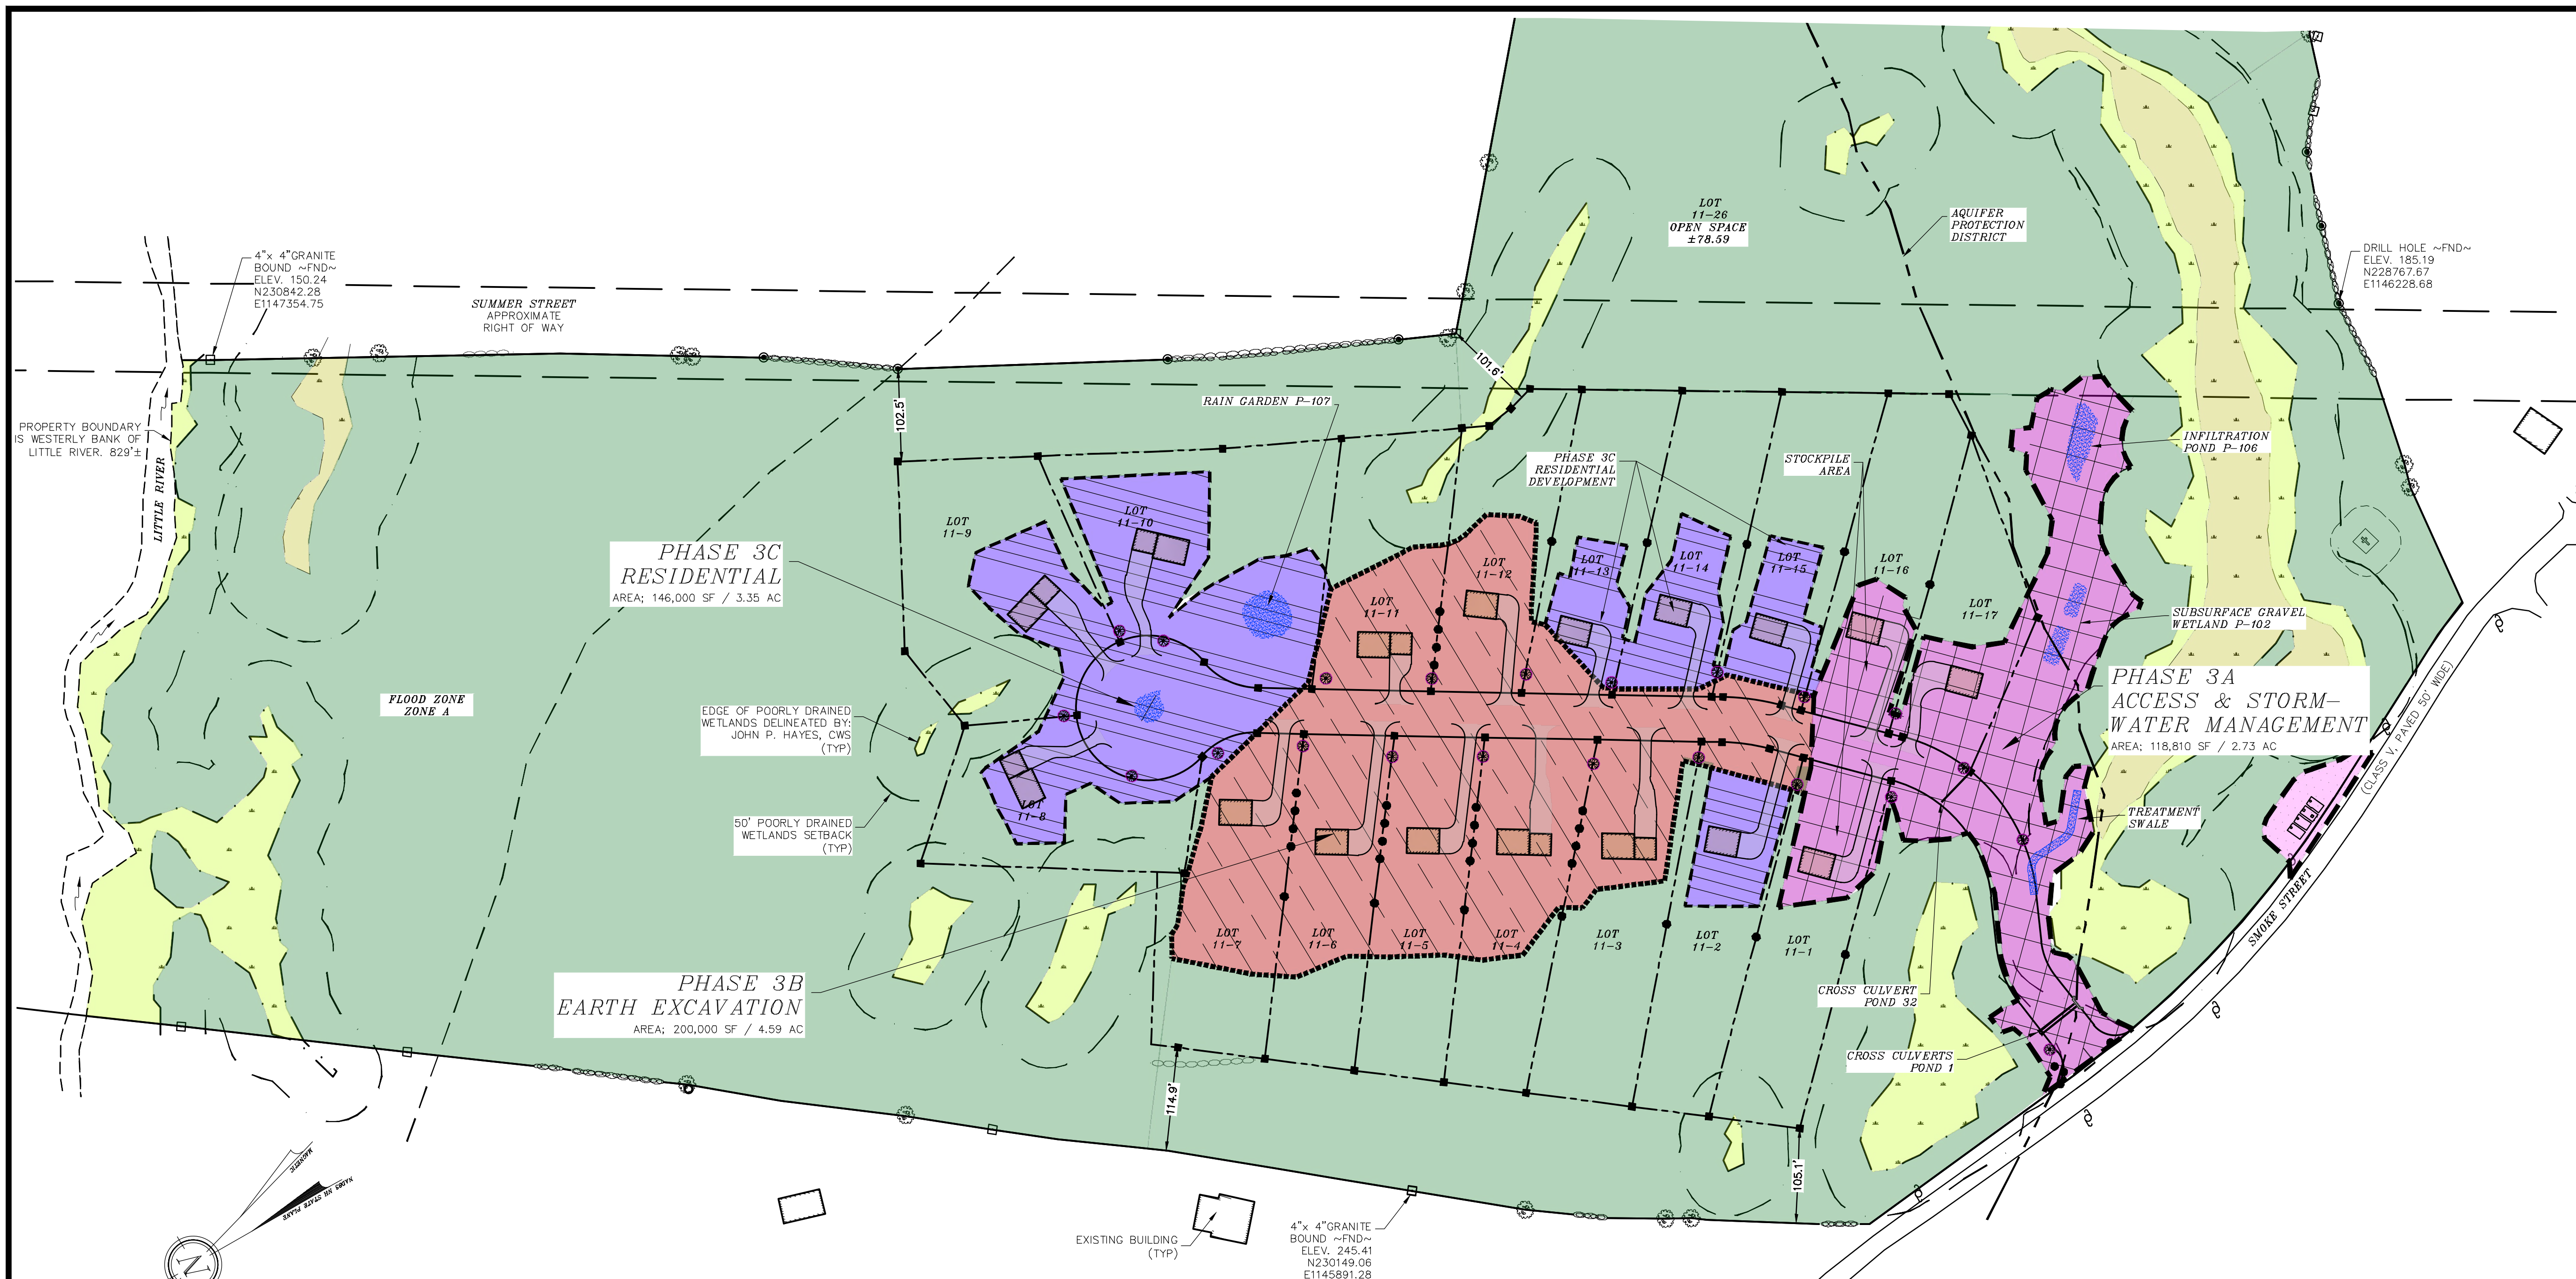 4"x 4"GRANITE
BOUND ~FND~
ELEV. 150.24
N230842.28
E1147354.75
SUMMER STREET
APPROXIMATE
RIGHT OF WAY
LOT
11-26
OPEN SPACE
±78.59
AQUIFER
PROTECTION
DISTRICT
DRILL HOLE ~FND~
ELEV. 185.19
N228767.67
E1146228.68
101.6'
102.5'
RAIN GARDEN P-107
PROPERTY BOUNDARY
IS WESTERLY BANK OF
LITTLE RIVER. 829'±
LITTLE RIVER
PHASE 3C
RESIDENTIAL
DEVELOPMENT
STOCKPILE
AREA
INFILTRATION
POND P-106
LOT
11-9
LOT
11-10
PHASE 3C
RESIDENTIAL
AREA; 146,000 SF / 3.35 AC
LOT
11-11
LOT
11-12
LOT
11-13
LOT
11-14
LOT
11-15
LOT
11-16
LOT
11-17
SUBSURFACE GRAVEL
WETLAND P-102
PHASE 3A
ACCESS & STORM-
WATER MANAGEMENT
AREA; 118,810 SF / 2.73 AC
FLOOD ZONE
ZONE A
EDGE OF POORLY DRAINED
WETLANDS DELINEATED BY:
JOHN P. HAYES, CWS
(TYP)
50' POORLY DRAINED
WETLANDS SETBACK
(TYP)
LOT
11-8
TREATMENT
SWALE
(CLASS V, PAVED 50' WIDE)
SMOKE STREET
LOT
11-7
LOT
11-6
LOT
11-5
LOT
11-4
LOT
11-3
LOT
11-2
LOT
11-1
PHASE 3B
EARTH EXCAVATION
AREA; 200,000 SF / 4.59 AC
CROSS CULVERT
POND 32
CROSS CULVERTS
POND 1
114.9'
105.1'
MAGNETIC
NAD83 NH STATE PLANE
N
EXISTING BUILDING
(TYP)
4"x 4"GRANITE
BOUND ~FND~
ELEV. 245.41
N230149.06
E1145891.28